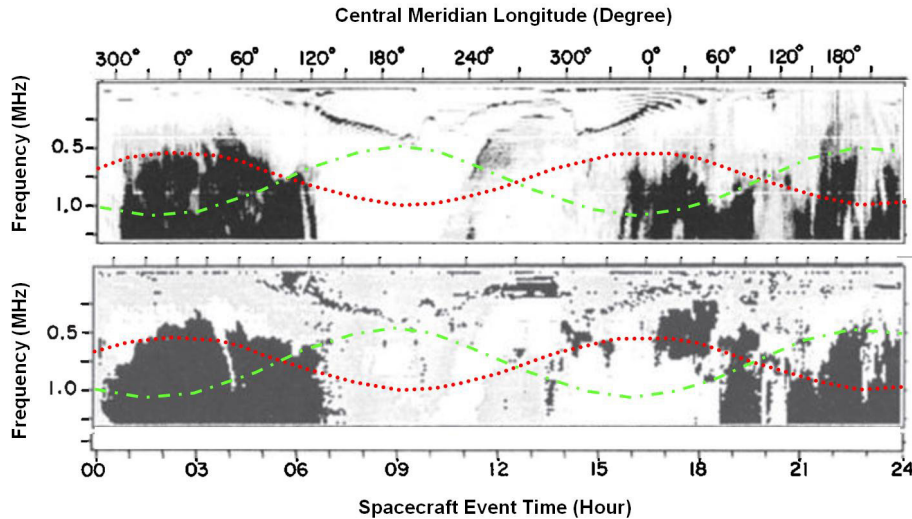 Central Meridian Longitude (Degree)
300° 0° 60° 120° 180° 240° 300° 0° 60° 120° 180°
Frequency (MHz)
0.5
1.0
Frequency (MHz)
0.5
1.0
00 03 06 09 12 15 18 21 24
Spacecraft Event Time (Hour)